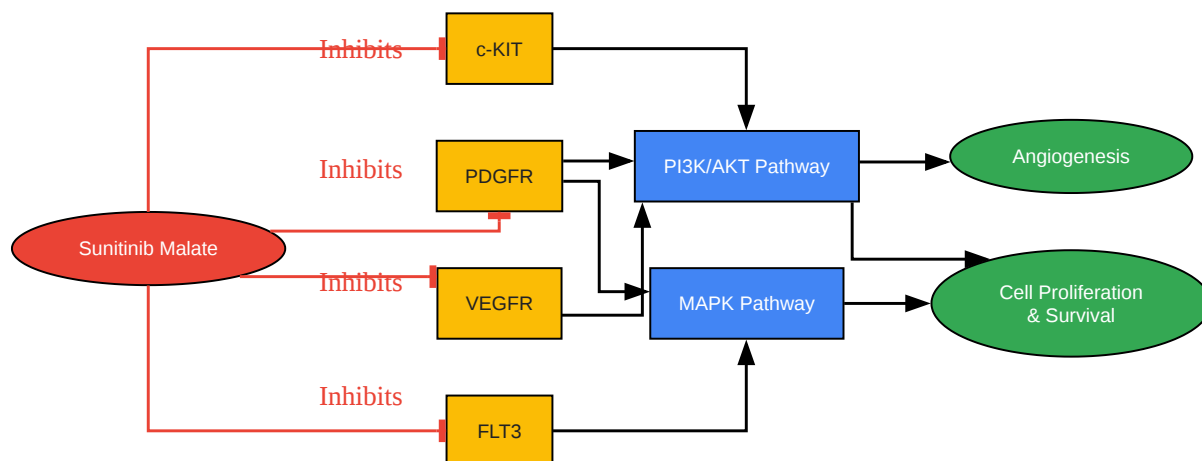 Inhibits
c-KIT
Inhibits
PDGFR
PI3K/AKT Pathway
Angiogenesis
Sunitinib Malate
Inhibits
VEGFR
MAPK Pathway
Cell Proliferation
& Survival
Inhibits
FLT3